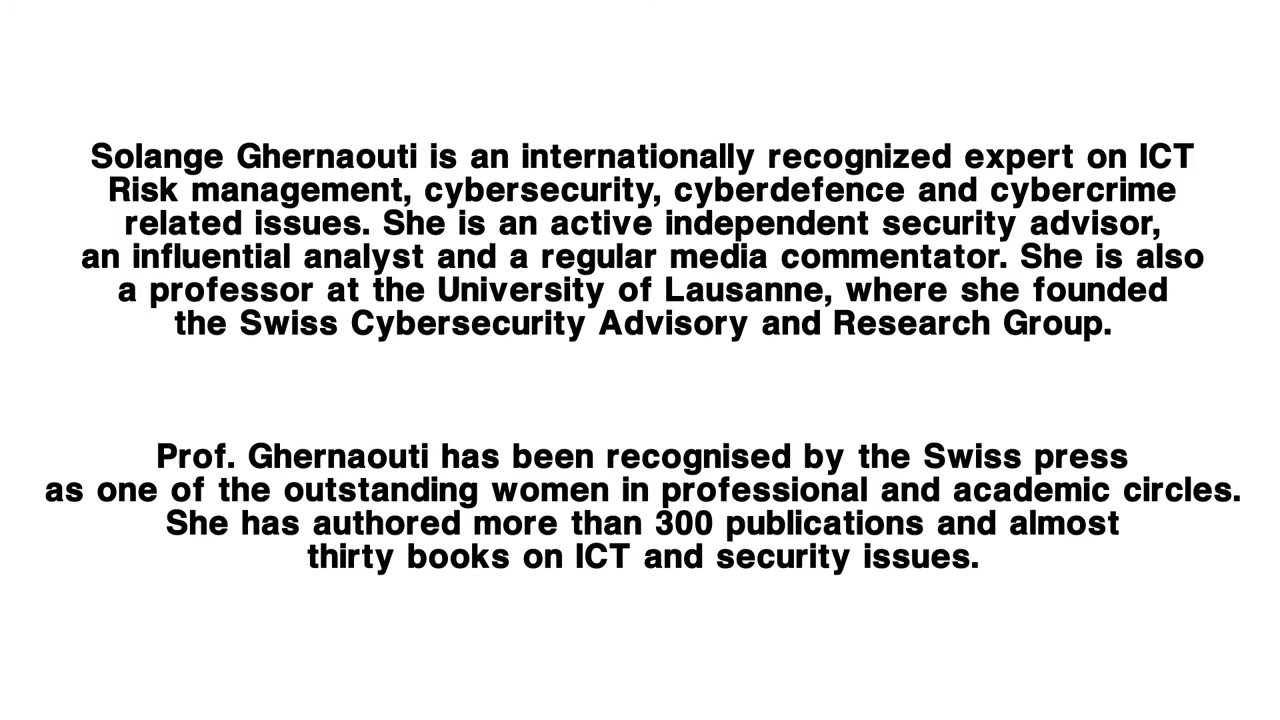 Solange Ghernaouti is an internationally recognized expert on ICT
Risk management, cybersecurity, cyberdefence and cybercrime
related issues. She is an active independent security advisor,
an influential analyst and a regular media commentator. She is also
a professor at the University of Lausanne, where she founded
the Swiss Cybersecurity Advisory and Research Group.
Prof. Ghernaouti has been recognised by the Swiss press
as one of the outstanding women in professional and academic circles.
She has authored more than 300 publications and almost
thirty books on ICT and security issues.